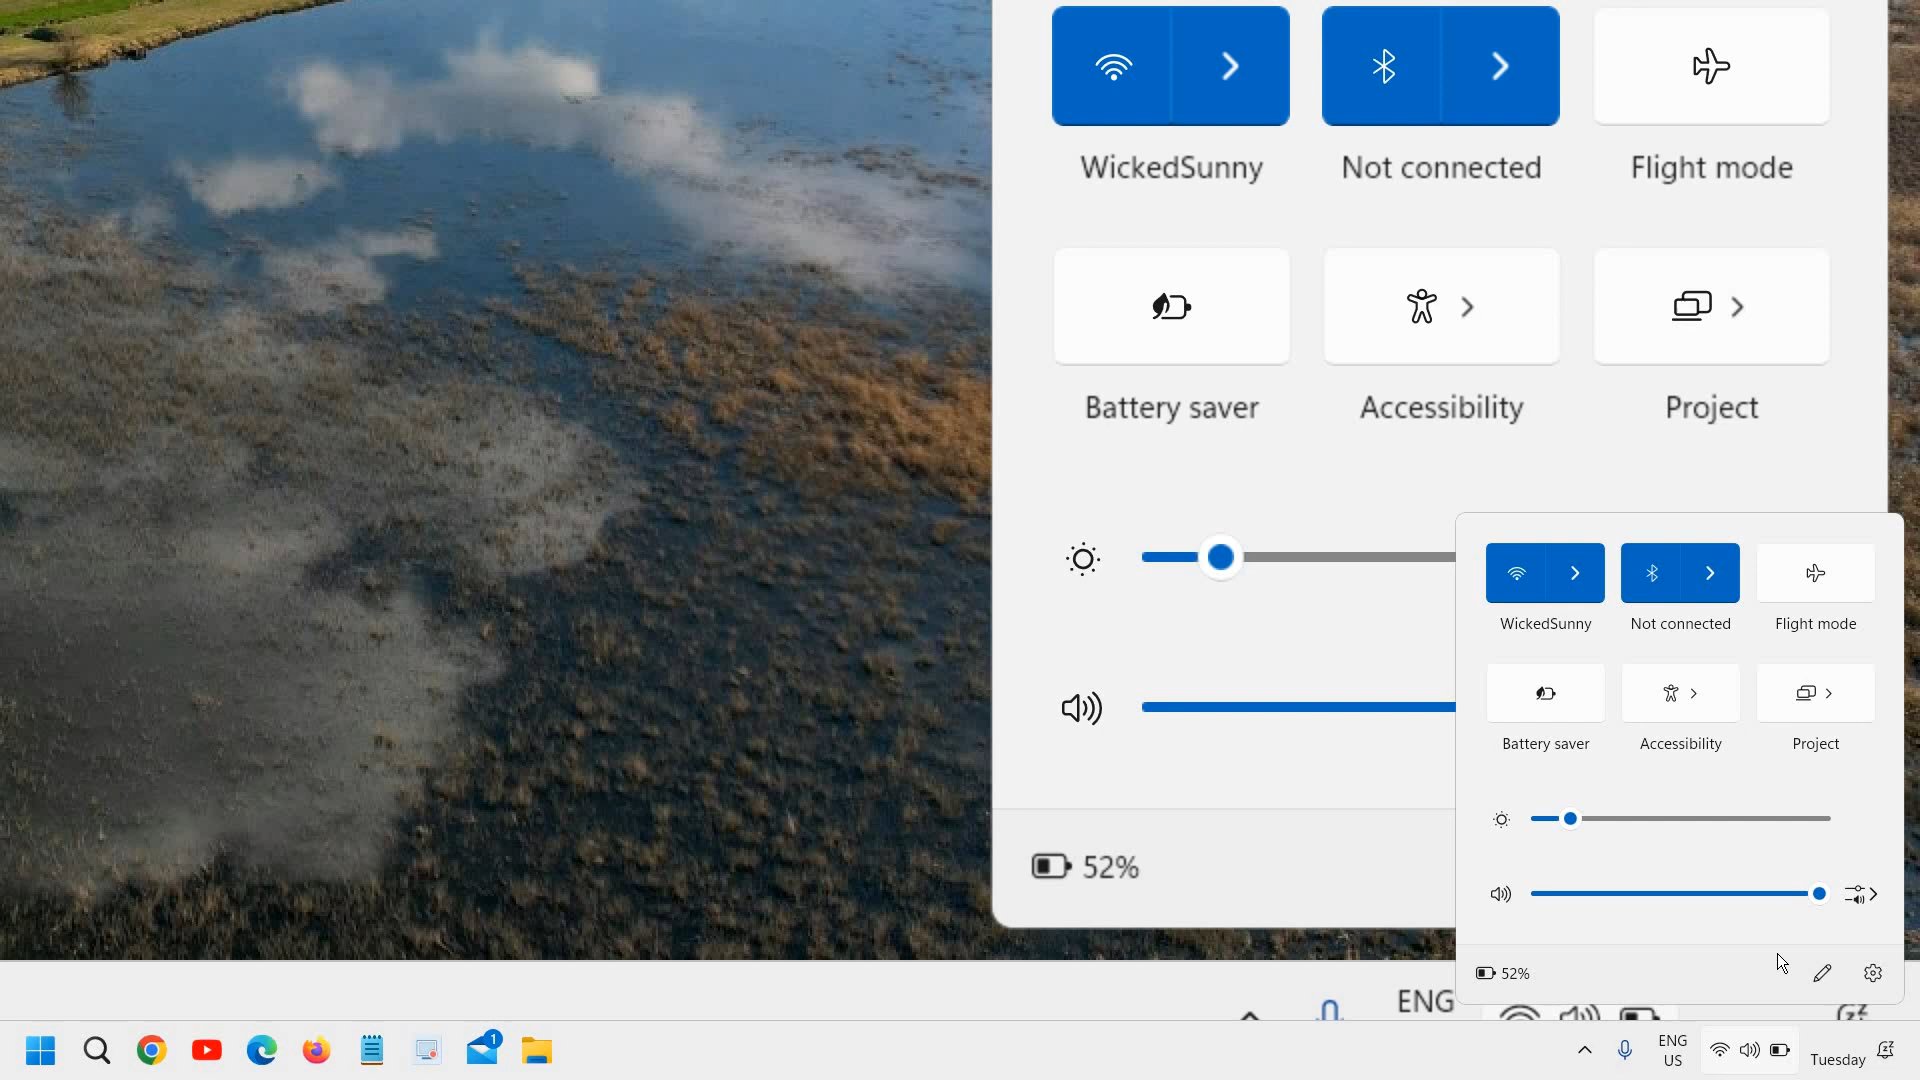 WickedSunny Not connected Flight mode
Battery saver Accessibility Project
52%
ENG
WickedSunny Not connected Flight mode
Battery saver Accessibility Project
52%
1
ENG
US
Tuesday